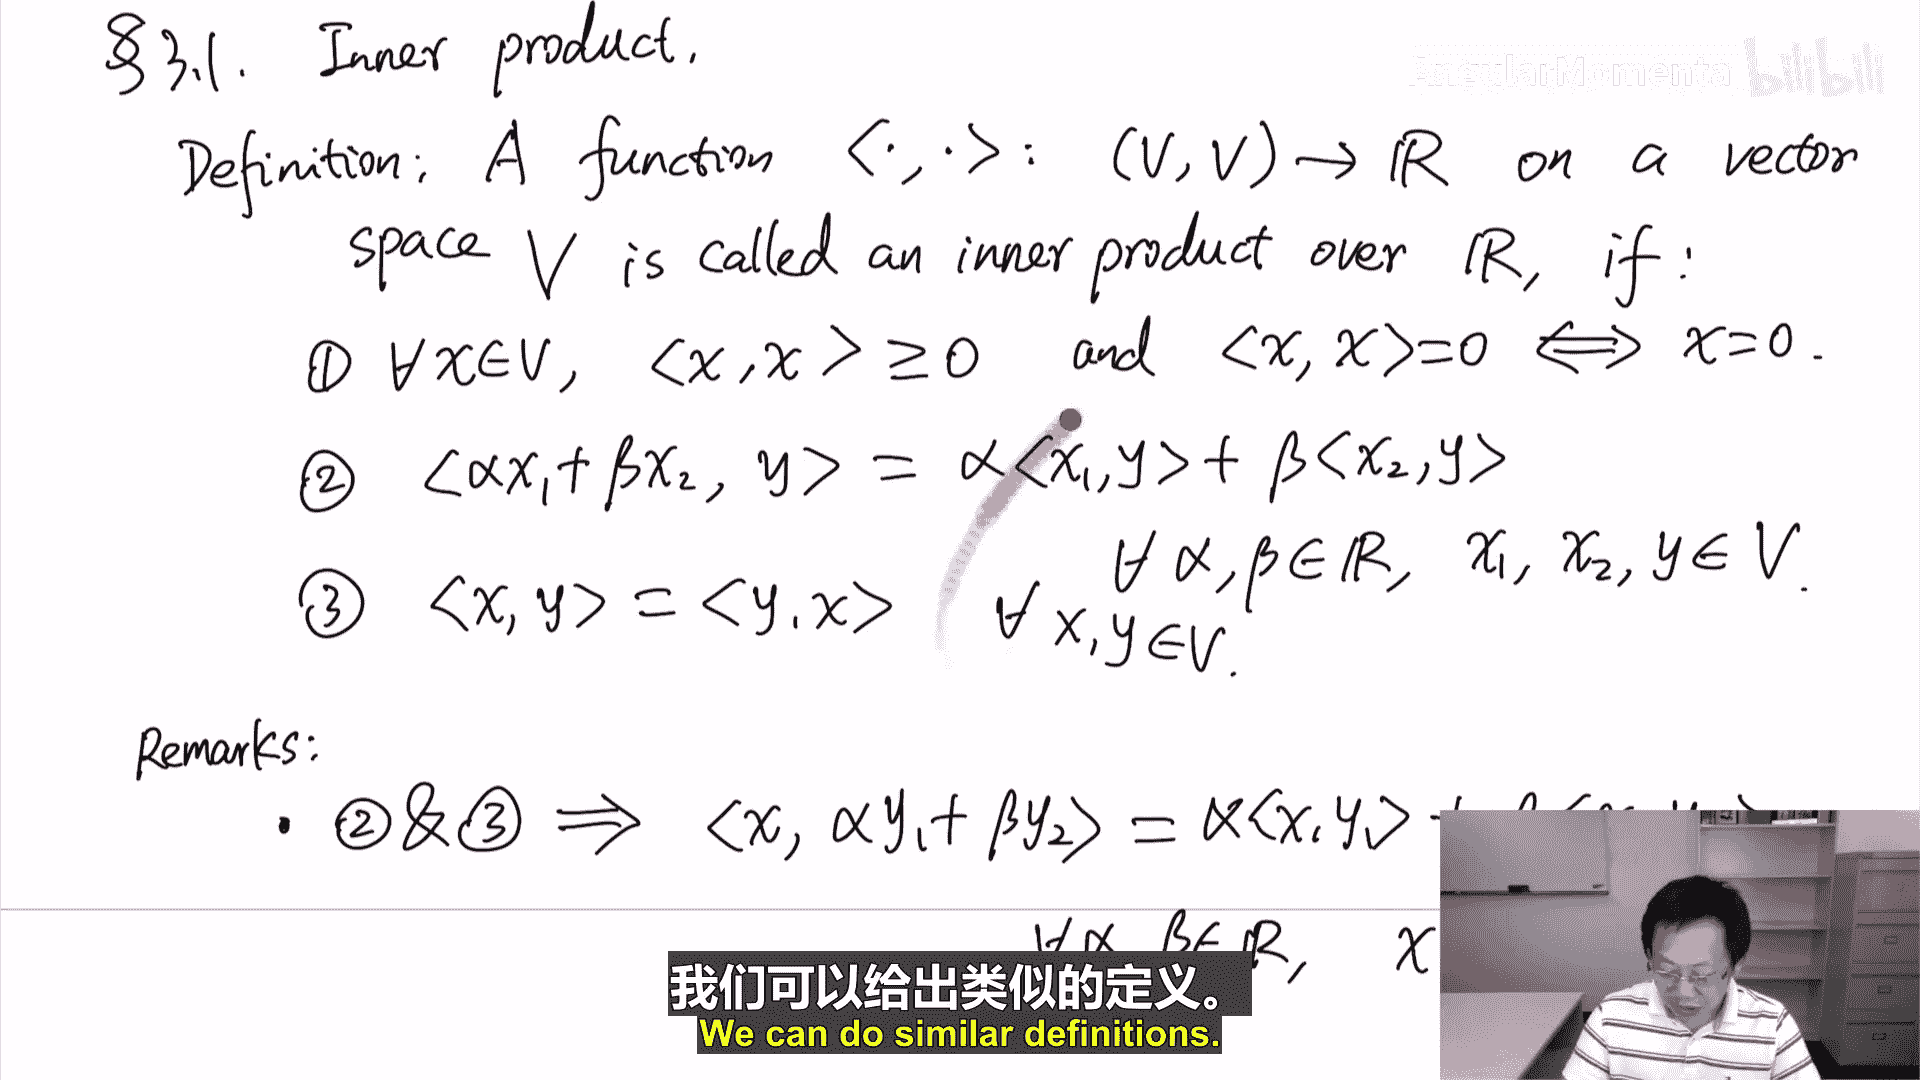 §3.1. Inner product.
AngularMomenta bilibili
Definition: A function <·,·>: (V, V) → ℝ on a vector
space V is called an inner product over ℝ, if:
① ∀x∈V, <x, x> ≥ 0 and <x, x>=0 ⟺ x=0.
② <αx₁+βx₂, y> = α<x₁,y>+β<x₂,y>
∀ α,β∈ℝ, x₁, x₂, y∈V.
③ <x, y> = <y, x> ∀ x,y∈V.
Remarks:
• ②&③ ⟹ <x, αy₁+βy₂> = α<x, y₁>
∀α, β∈ℝ, x
我们可以给出类似的定义。
We can do similar definitions.